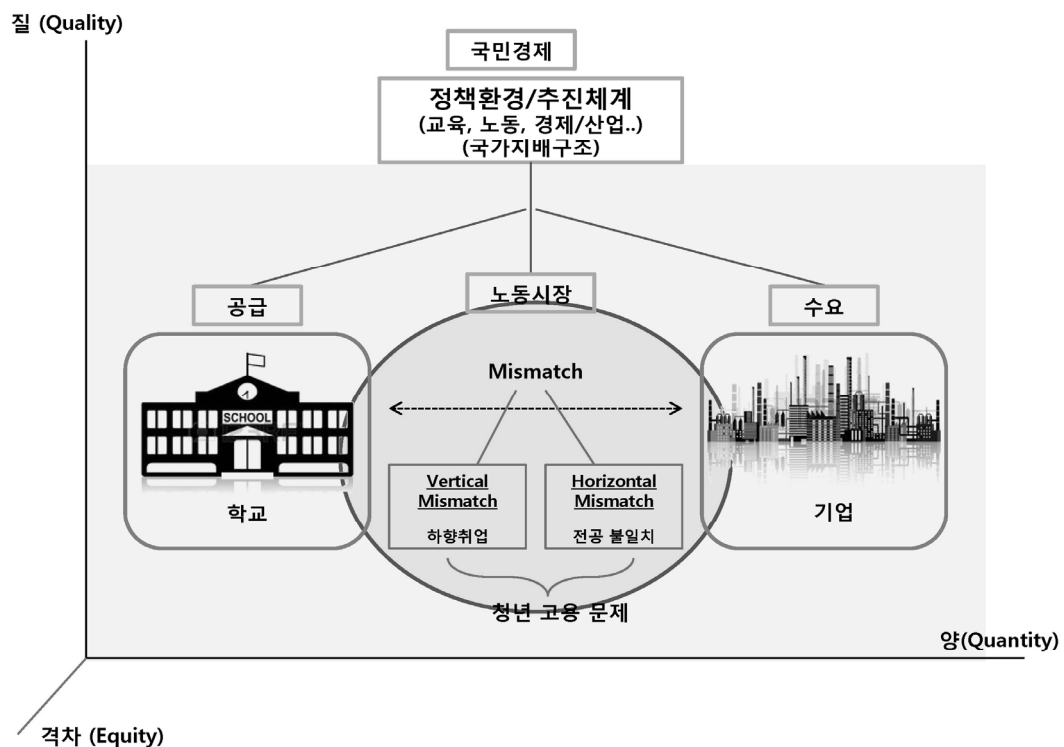 질 (Quality)
국민경제
정책환경/추진체계
(교육, 노동, 경제/산업..)
(국가지배구조)
공급
노동시장
수요
Mismatch
SCHOOL
Vertical
Mismatch
하향취업
Horizontal
Mismatch
전공 불일치
학교
기업
청년 고용 문제
양(Quantity)
격차 (Equity)